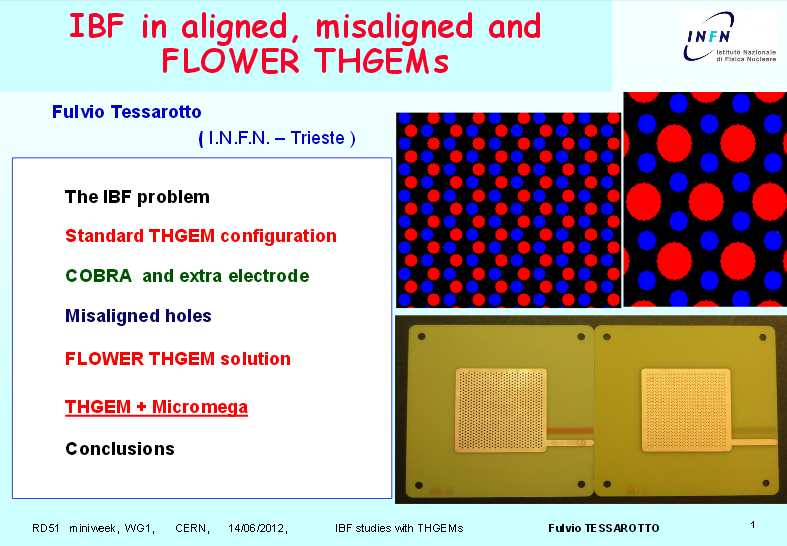 IBF in aligned, misaligned and
FLOWER THGEMs
INFN
Istituto Nazionale
di Fisica Nucleare
Fulvio Tessarotto
( I.N.F.N. – Trieste )
The IBF problem
Standard THGEM configuration
COBRA and extra electrode
Misaligned holes
FLOWER THGEM solution
THGEM + Micromega
Conclusions
RD51 miniweek, WG1, CERN, 14/06/2012, IBF studies with THGEMs Fulvio TESSAROTTO 1